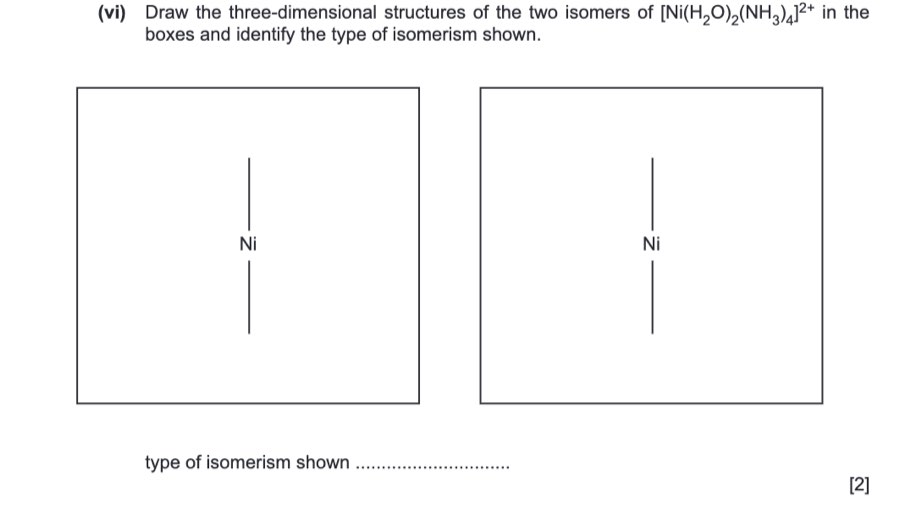 (vi) Draw the three-dimensional structures of the two isomers of [Ni(H₂O)₂(NH₃)₄]²⁺ in the
boxes and identify the type of isomerism shown.
Ni
Ni
type of isomerism shown ..............................
[2]